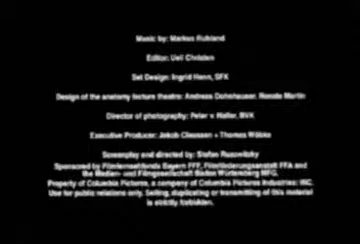 Music by: Markus Ruhland
Editor: Ueli Christen
Set Design: Ingrid Henn, SFK
Design of the anatomy lecture theatre: Andreas Donhauser, Renate Martin
Director of photography: Peter v. Haller, BVK
Executive Producer: Jakob Claussen + Thomas Wöbke
Screenplay and directed by: Stefan Ruzowitzky
Sponsored by Filmfernsehfonds Bayern FFF, Filmförderungsanstalt FFA and
the Medien- und Filmgesellschaft Baden Würtemberg MFG.
Property of Columbia Pictures, a company of Columbia Pictures Industries; INC.
Use for public relations only. Selling, duplicating or transmitting of this material
is strictly forbidden.